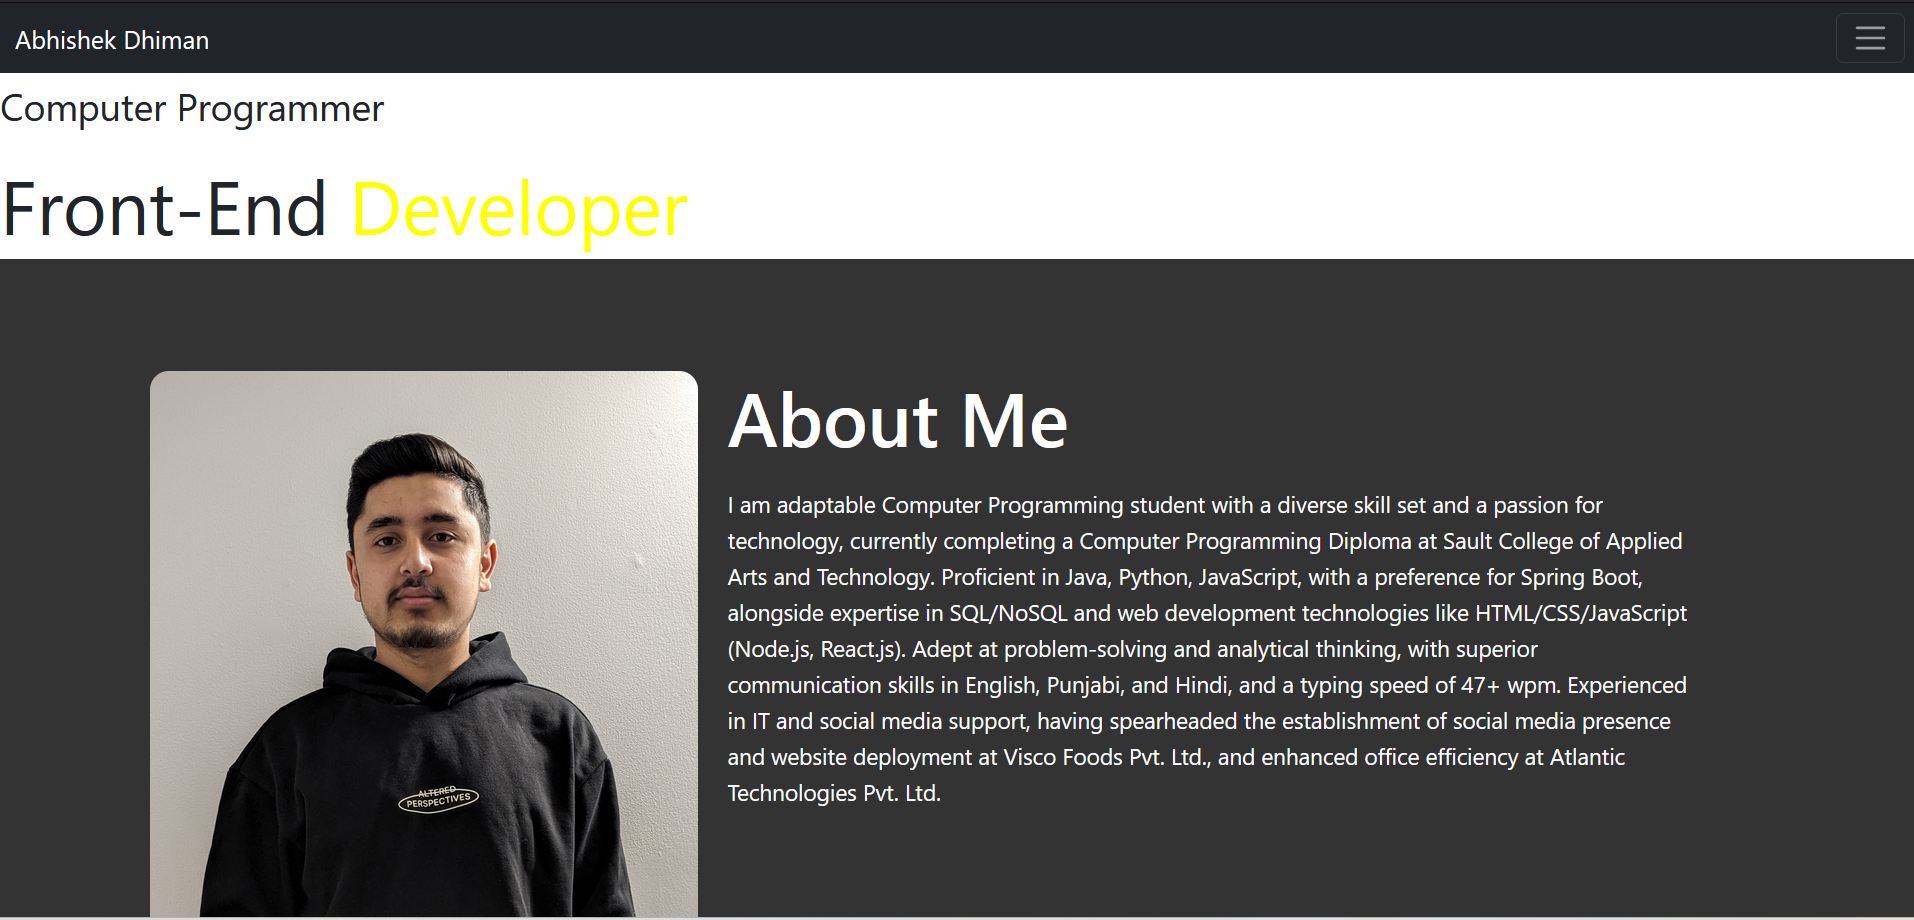 Abhishek Dhiman
Computer Programmer
Front-End Developer
About Me
I am adaptable Computer Programming student with a diverse skill set and a passion for
technology, currently completing a Computer Programming Diploma at Sault College of Applied
Arts and Technology. Proficient in Java, Python, JavaScript, with a preference for Spring Boot,
alongside expertise in SQL/NoSQL and web development technologies like HTML/CSS/JavaScript
(Node.js, React.js). Adept at problem-solving and analytical thinking, with superior
communication skills in English, Punjabi, and Hindi, and a typing speed of 47+ wpm. Experienced
in IT and social media support, having spearheaded the establishment of social media presence
and website deployment at Visco Foods Pvt. Ltd., and enhanced office efficiency at Atlantic
Technologies Pvt. Ltd.
ALTERED
PERSPECTIVES